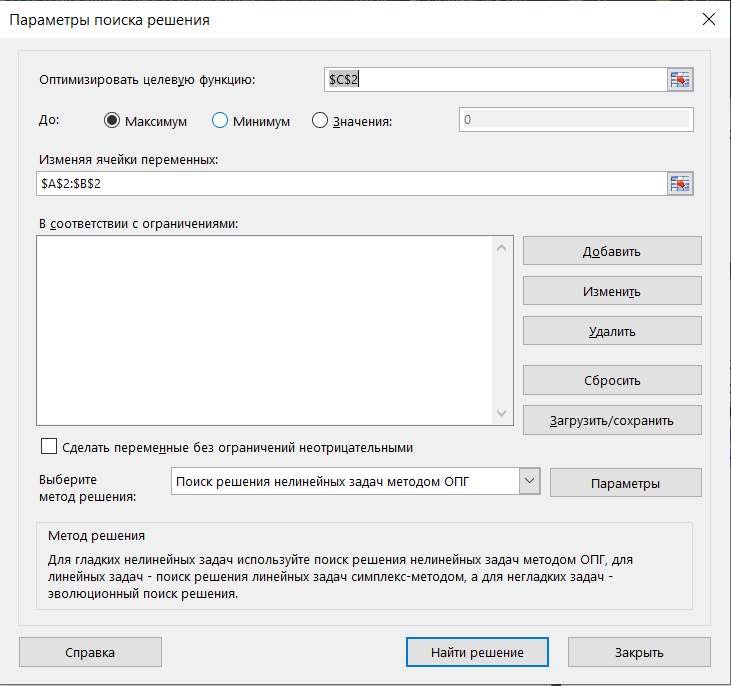 Параметры поиска решения
Оптимизировать целевую функцию:
$C$2
До:
Максимум
Минимум
Значения:
0
Изменяя ячейки переменных:
$A$2:$B$2
В соответствии с ограничениями:
Добавить
Изменить
Удалить
Сбросить
Загрузить/сохранить
Сделать переменные без ограничений неотрицательными
Выберите
метод решения:
Поиск решения нелинейных задач методом ОПГ
Параметры
Метод решения
Для гладких нелинейных задач используйте поиск решения нелинейных задач методом ОПГ, для
линейных задач - поиск решения линейных задач симплекс-методом, а для негладких задач -
эволюционный поиск решения.
Справка
Найти решение
Закрыть